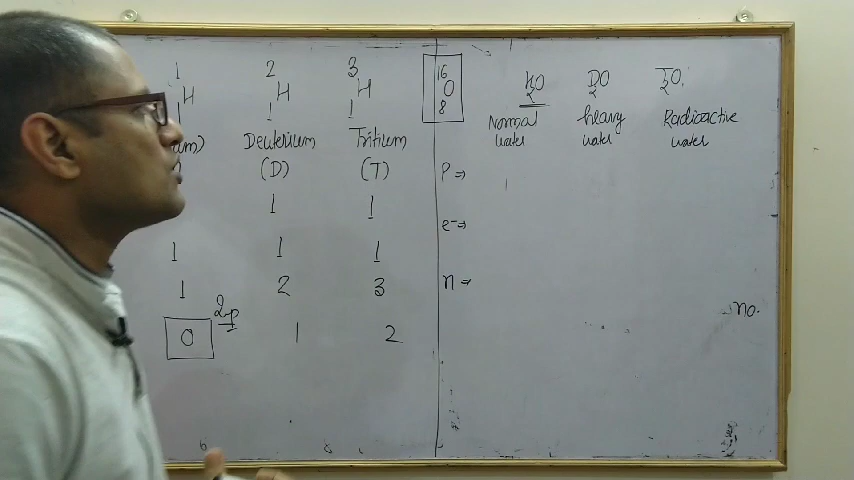 1 2 3
H H H
1 1 1
um) Deuterium Tritium
(D) (T)
1 1
1 1 1
1 2 3
Imp
0 1 2
16
O
8
H2O D2O T2O
Normal heavy Radioactive
water water water
P ⇒
e- ⇒
n ⇒
no.